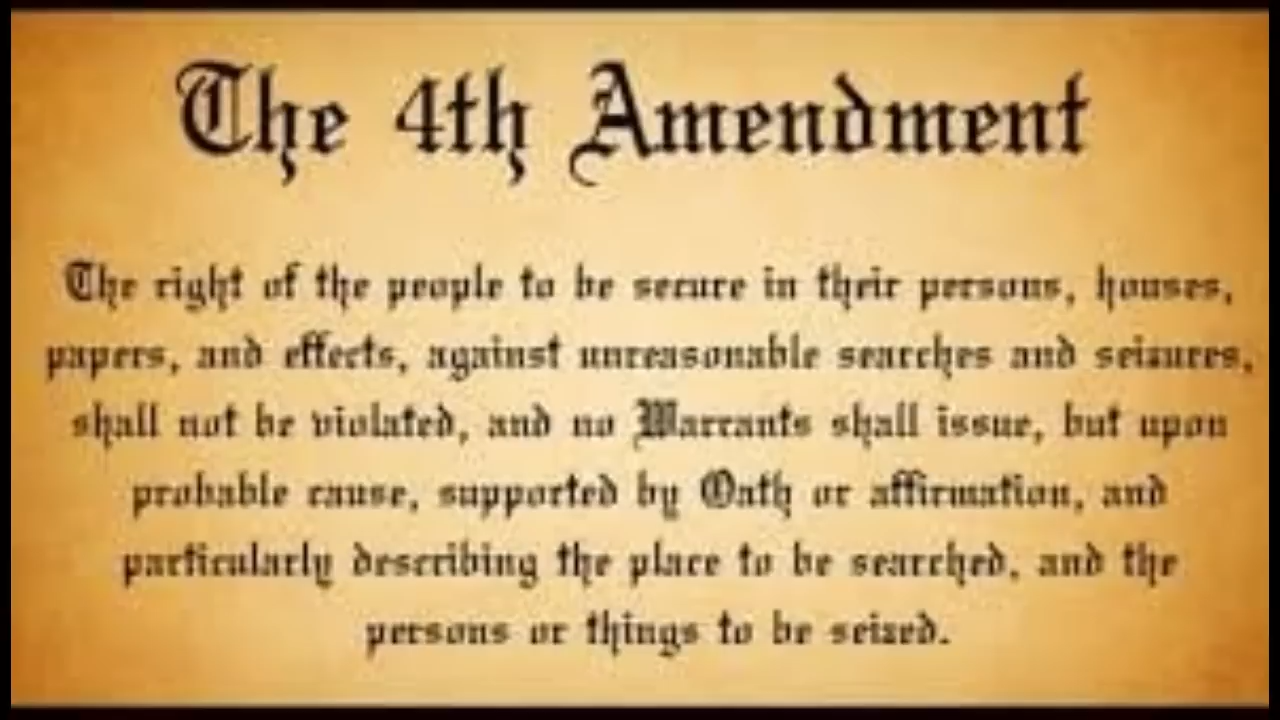 The 4th Amendment
The right of the people to be secure in their persons, houses,
papers, and effects, against unreasonable searches and seizures,
shall not be violated, and no Warrants shall issue, but upon
probable cause, supported by Oath or affirmation, and
particularly describing the place to be searched, and the
persons or things to be seized.